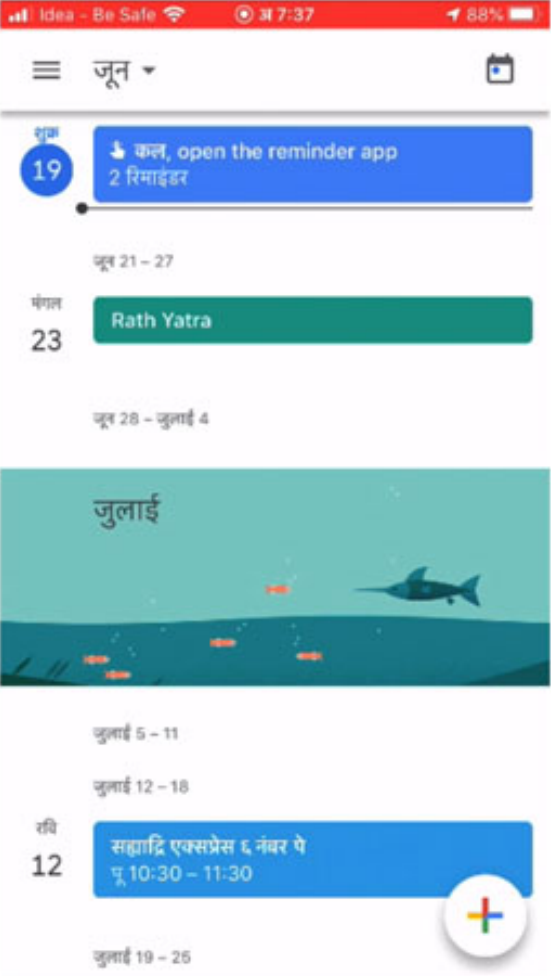 Idea - Be Safe अ 7:37 88%
जून
शुक्र
19
कल, open the reminder app
2 रिमाइंडर
जून 21 – 27
मंगल
23
Rath Yatra
जून 28 – जुलाई 4
जुलाई
जुलाई 5 – 11
जुलाई 12 – 18
रवि
12
सह्याद्रि एक्सप्रेस ६ नंबर पे
पू 10:30 – 11:30
जुलाई 19 – 25